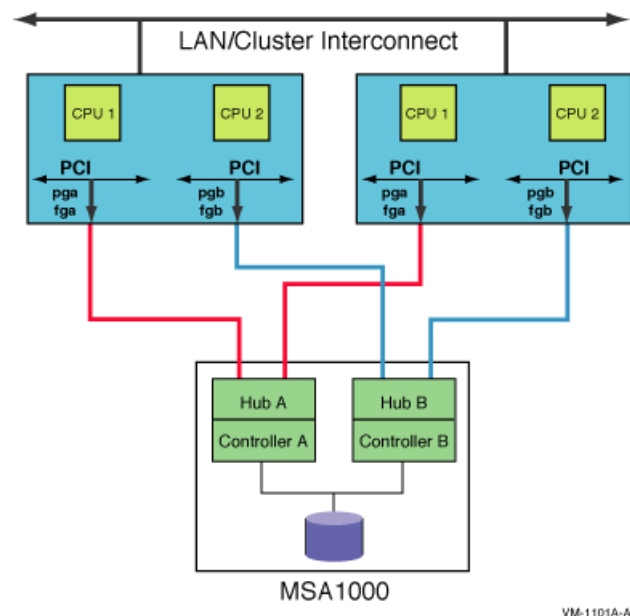 LAN/Cluster Interconnect
CPU 1
CPU 2
CPU 1
CPU 2
PCI
PCI
PCI
PCI
pga
pgb
pga
pgb
fga
fgb
fga
fgb
Hub A
Hub B
Controller A
Controller B
MSA1000
VM-1101A-A